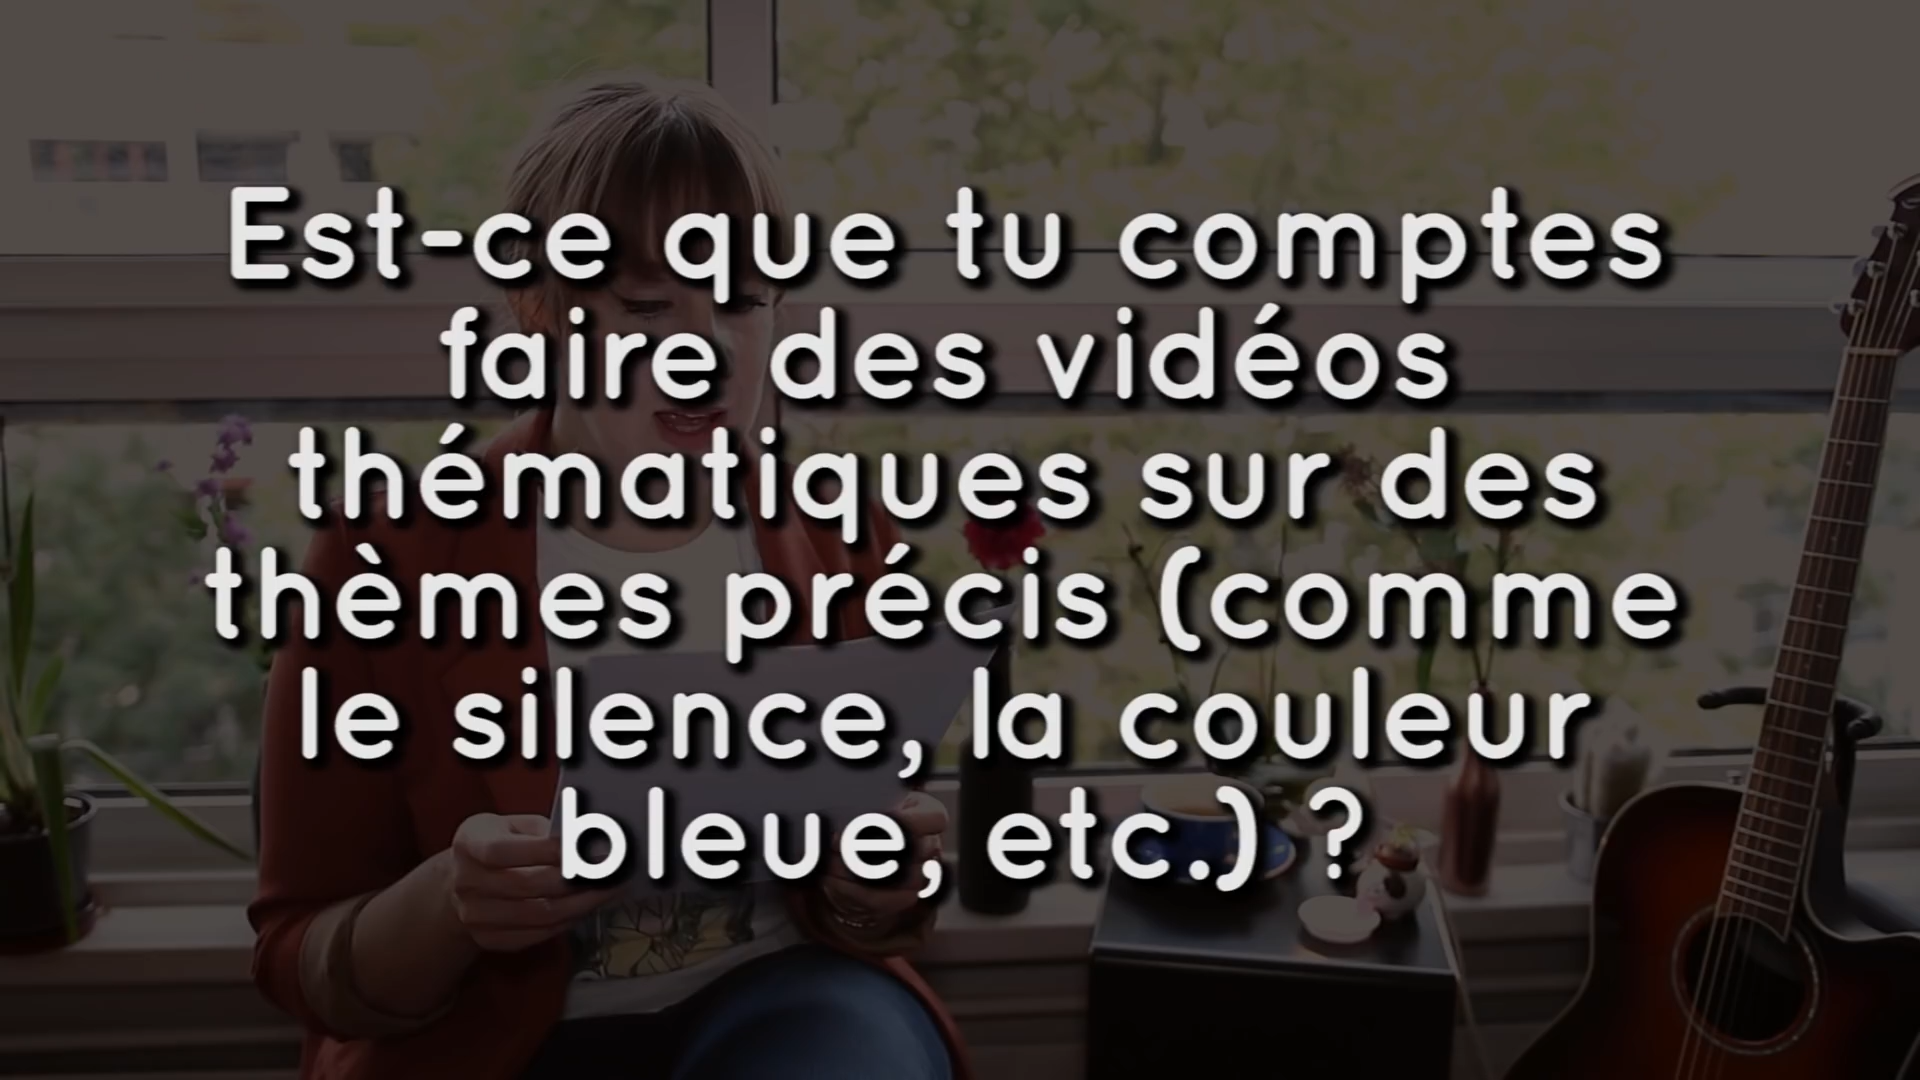 Est-ce que tu comptes
faire des vidéos
thématiques sur des
thèmes précis (comme
le silence, la couleur
bleue, etc.) ?